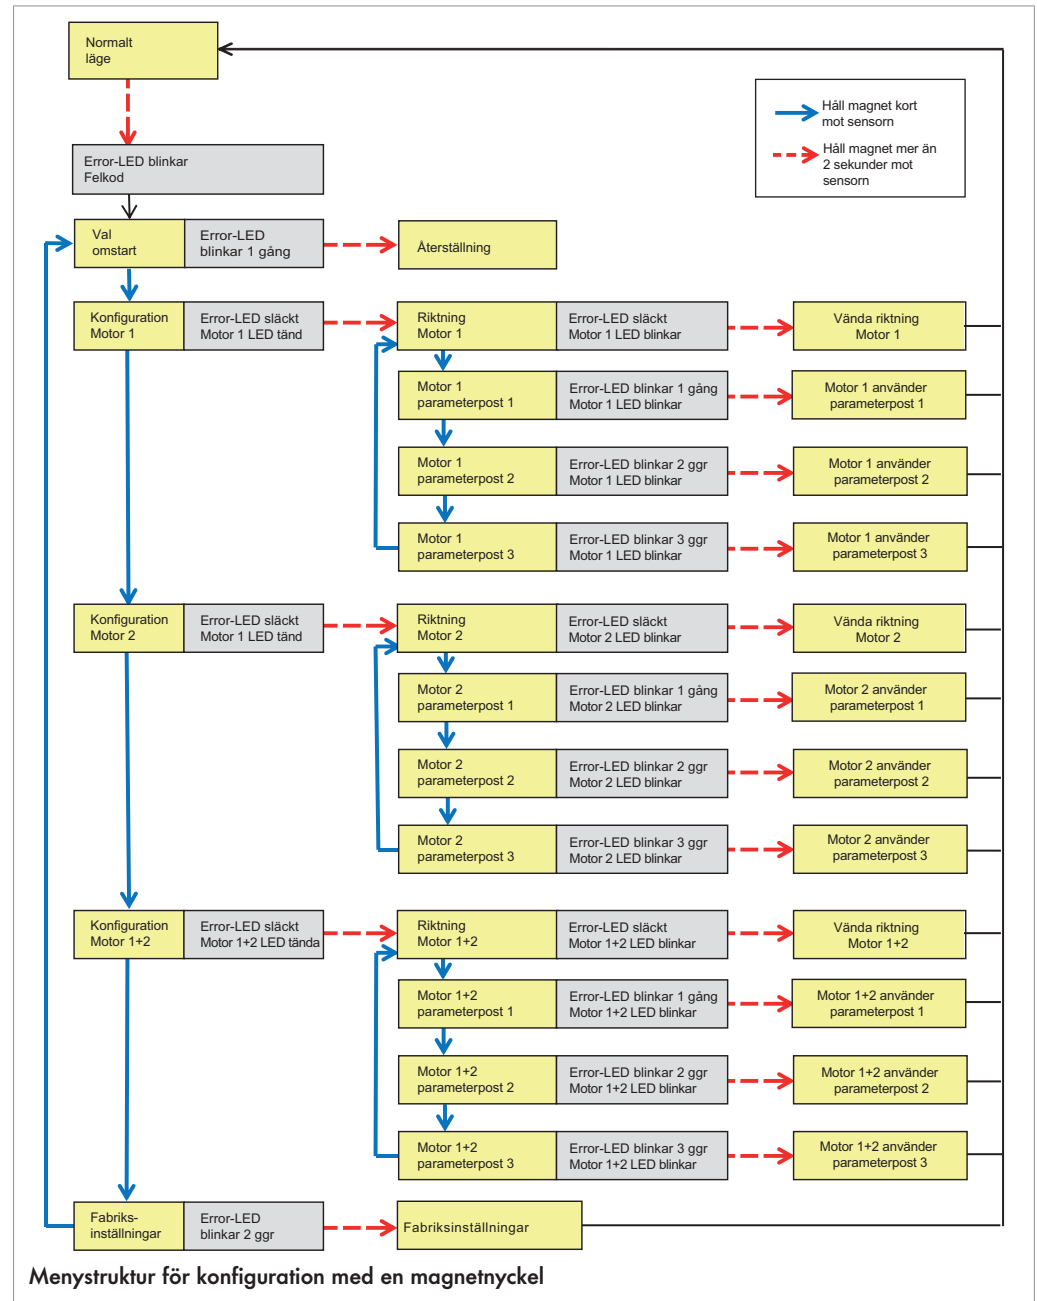 Normalt
läge
Håll magnet kort
mot sensorn
Håll magnet mer än
2 sekunder mot
sensorn
Error-LED blinkar
Felkod
Val
omstart
Error-LED
blinkar 1 gång
Återställning
Konfiguration
Motor 1
Error-LED släckt
Motor 1 LED tänd
Riktning
Motor 1
Error-LED släckt
Motor 1 LED blinkar
Vända riktning
Motor 1
Motor 1
parameterpost 1
Error-LED blinkar 1 gång
Motor 1 LED blinkar
Motor 1 använder
parameterpost 1
Motor 1
parameterpost 2
Error-LED blinkar 2 ggr
Motor 1 LED blinkar
Motor 1 använder
parameterpost 2
Motor 1
parameterpost 3
Error-LED blinkar 3 ggr
Motor 1 LED blinkar
Motor 1 använder
parameterpost 3
Konfiguration
Motor 2
Error-LED släckt
Motor 1 LED tänd
Riktning
Motor 2
Error-LED släckt
Motor 2 LED blinkar
Vända riktning
Motor 2
Motor 2
parameterpost 1
Error-LED blinkar 1 gång
Motor 2 LED blinkar
Motor 2 använder
parameterpost 1
Motor 2
parameterpost 2
Error-LED blinkar 2 ggr
Motor 2 LED blinkar
Motor 2 använder
parameterpost 2
Motor 2
parameterpost 3
Error-LED blinkar 3 ggr
Motor 2 LED blinkar
Motor 2 använder
parameterpost 3
Konfiguration
Motor 1+2
Error-LED släckt
Motor 1+2 LED tända
Riktning
Motor 1+2
Error-LED släckt
Motor 1+2 LED blinkar
Vända riktning
Motor 1+2
Motor 1+2
parameterpost 1
Error-LED blinkar 1 gång
Motor 1+2 LED blinkar
Motor 1+2 använder
parameterpost 1
Motor 1+2
parameterpost 2
Error-LED blinkar 2 ggr
Motor 1+2 LED blinkar
Motor 1+2 använder
parameterpost 2
Motor 1+2
parameterpost 3
Error-LED blinkar 3 ggr
Motor 1+2 LED blinkar
Motor 1+2 använder
parameterpost 3
Fabriks-
inställningar
Error-LED
blinkar 2 ggr
Fabriksinställningar
Menystruktur för konfiguration med en magnetnyckel